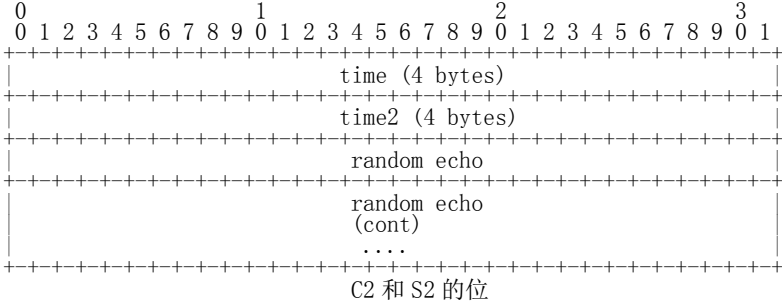 0                   1                   2                   3
0 1 2 3 4 5 6 7 8 9 0 1 2 3 4 5 6 7 8 9 0 1 2 3 4 5 6 7 8 9 0 1
+-+-+-+-+-+-+-+-+-+-+-+-+-+-+-+-+-+-+-+-+-+-+-+-+-+-+-+-+-+-+-+-+
| time (4 bytes) |
+-+-+-+-+-+-+-+-+-+-+-+-+-+-+-+-+-+-+-+-+-+-+-+-+-+-+-+-+-+-+-+-+
| time2 (4 bytes) |
+-+-+-+-+-+-+-+-+-+-+-+-+-+-+-+-+-+-+-+-+-+-+-+-+-+-+-+-+-+-+-+-+
| random echo |
+-+-+-+-+-+-+-+-+-+-+-+-+-+-+-+-+-+-+-+-+-+-+-+-+-+-+-+-+-+-+-+-+
| random echo |
| (cont) |
| .... |
+-+-+-+-+-+-+-+-+-+-+-+-+-+-+-+-+-+-+-+-+-+-+-+-+-+-+-+-+-+-+-+-+
C2 和 S2 的位